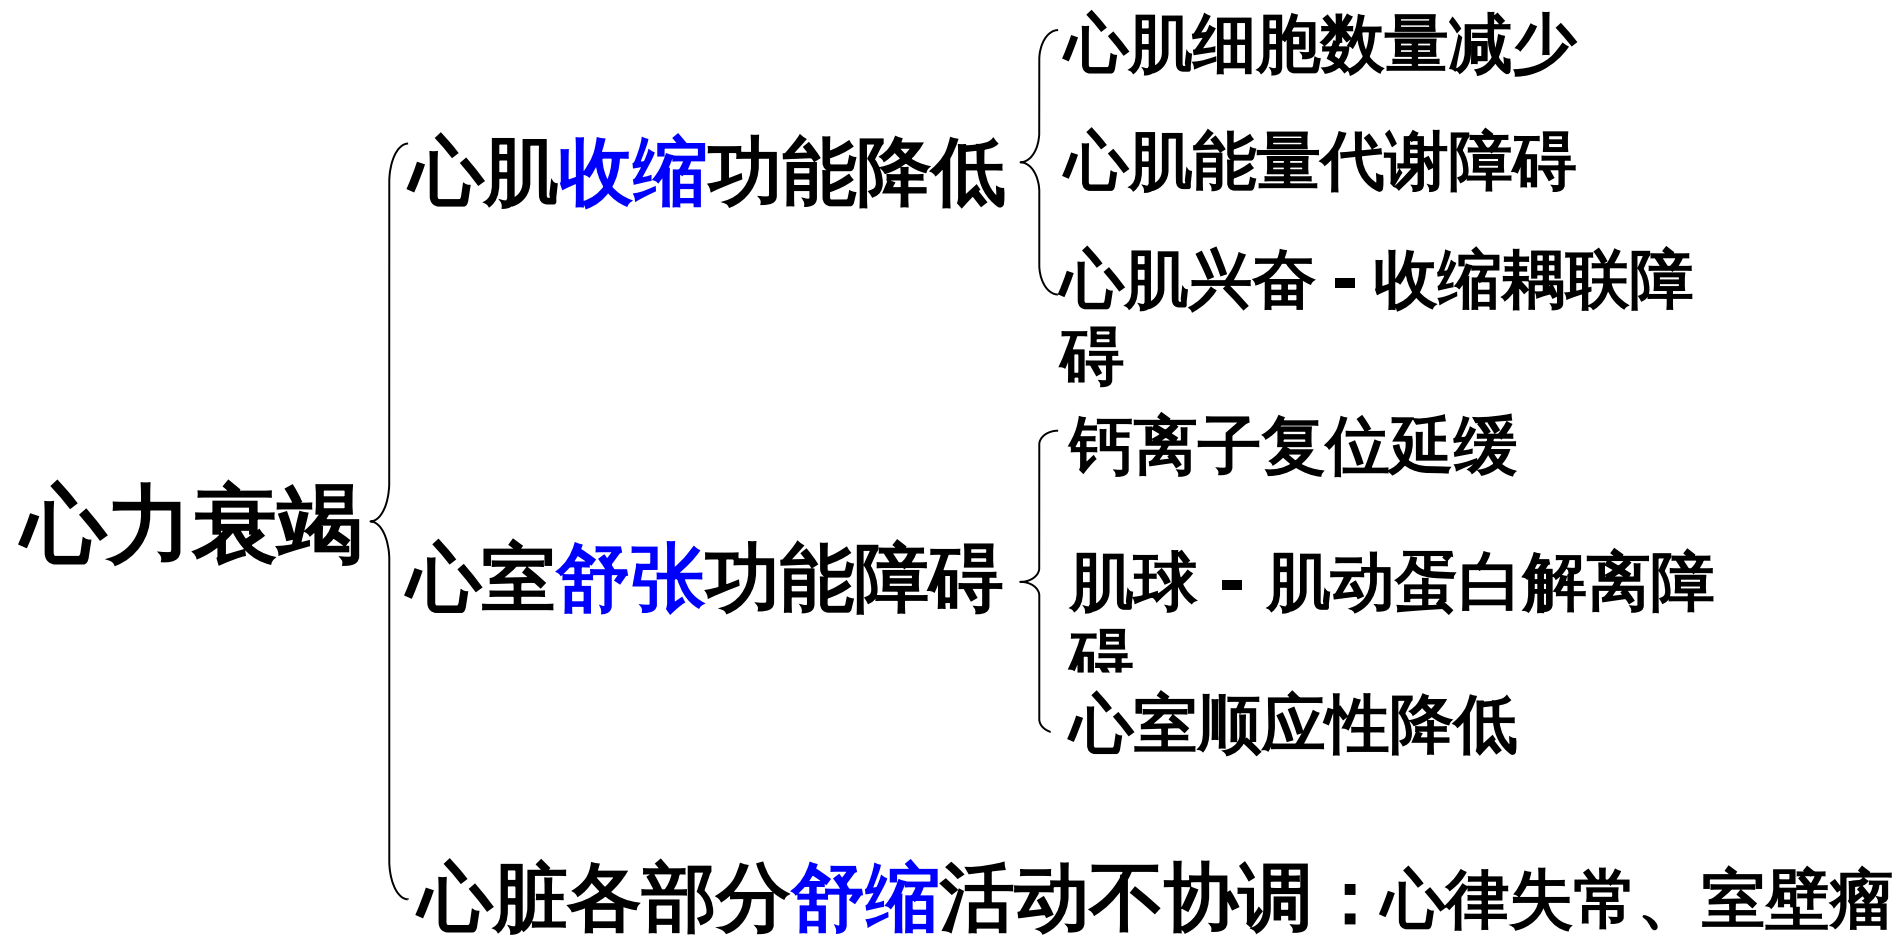 心力衰竭
心肌收缩功能降低
心肌细胞数量减少
心肌能量代谢障碍
心肌兴奋 - 收缩耦联障
碍
心室舒张功能障碍
钙离子复位延缓
肌球 - 肌动蛋白解离障
碍
心室顺应性降低
心脏各部分舒缩活动不协调：心律失常、室壁瘤